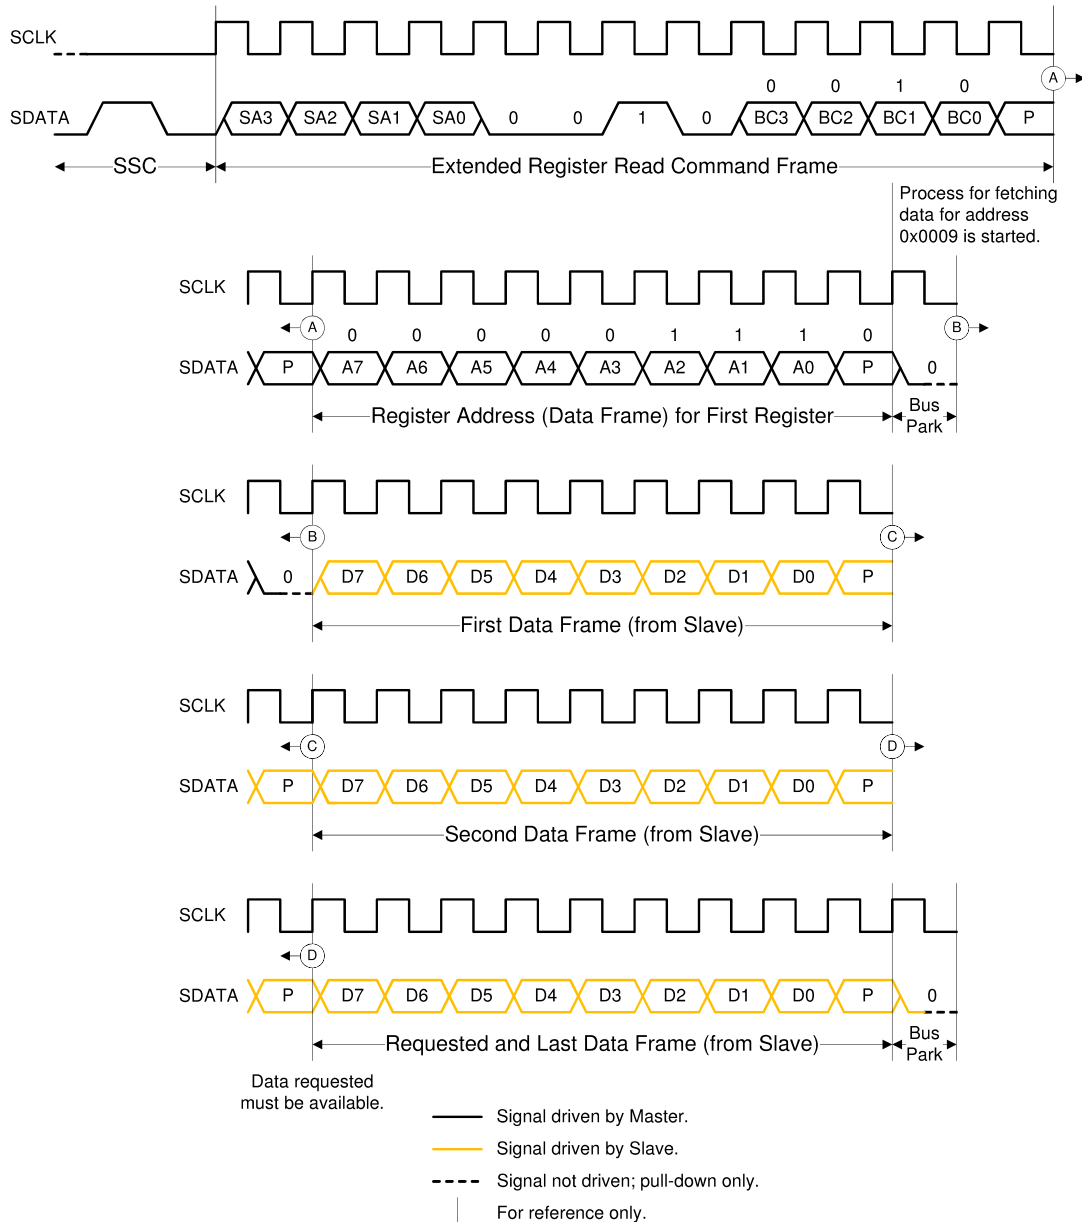 SCLK
A
0 0 1 0
SDATA SA3 SA2 SA1 SA0 0 0 1 0 BC3 BC2 BC1 BC0 P
SSC Extended Register Read Command Frame
Process for fetching
data for address
0x0009 is started.
SCLK
A 0 0 0 0 0 1 1 1 0 B
SDATA P A7 A6 A5 A4 A3 A2 A1 A0 P 0
Register Address (Data Frame) for First Register
Bus
Park
SCLK
B C
SDATA 0 D7 D6 D5 D4 D3 D2 D1 D0 P
First Data Frame (from Slave)
SCLK
C D
SDATA P D7 D6 D5 D4 D3 D2 D1 D0 P
Second Data Frame (from Slave)
SCLK
D
SDATA P D7 D6 D5 D4 D3 D2 D1 D0 P 0
Requested and Last Data Frame (from Slave)
Bus
Park
Data requested
must be available.
Signal driven by Master.
Signal driven by Slave.
Signal not driven; pull-down only.
For reference only.